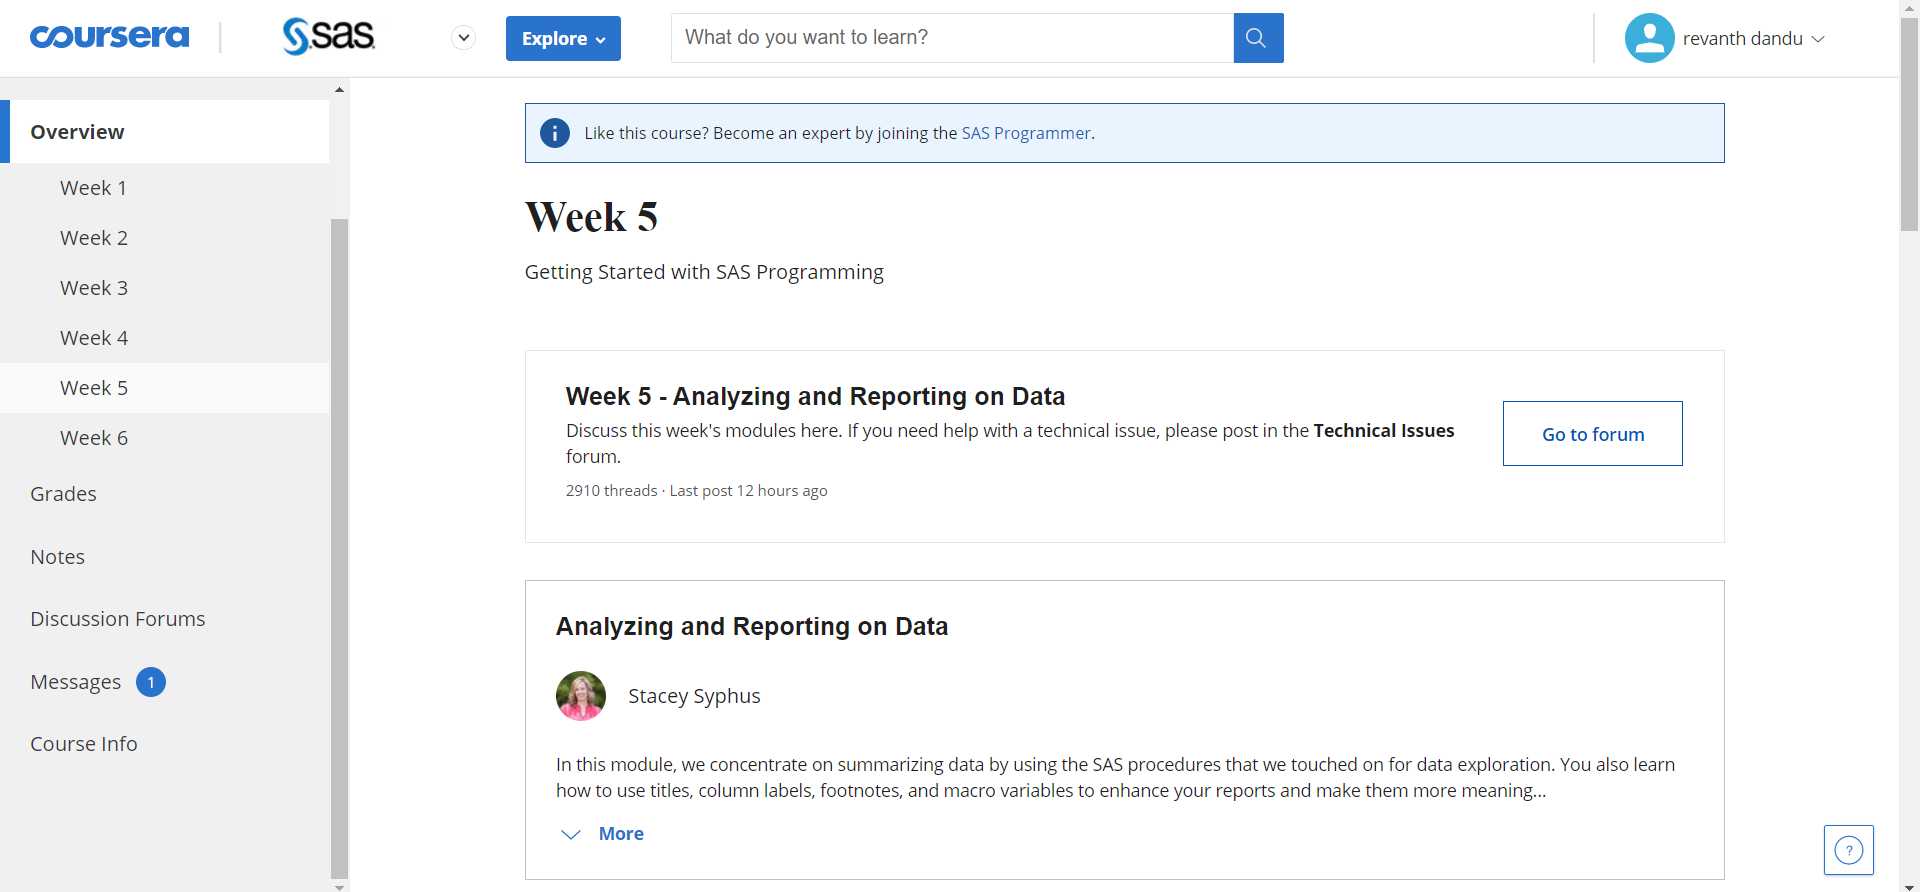 coursera
sas
Explore
What do you want to learn?
revanth dandu
Overview
Week 1
Week 2
Week 3
Week 4
Week 5
Week 6
Grades
Notes
Discussion Forums
Messages 1
Course Info
Like this course? Become an expert by joining the SAS Programmer.
Week 5
Getting Started with SAS Programming
Week 5 - Analyzing and Reporting on Data
Discuss this week's modules here. If you need help with a technical issue, please post in the Technical Issues
forum.
2910 threads · Last post 12 hours ago
Go to forum
Analyzing and Reporting on Data
Stacey Syphus
In this module, we concentrate on summarizing data by using the SAS procedures that we touched on for data exploration. You also learn
how to use titles, column labels, footnotes, and macro variables to enhance your reports and make them more meaning...
More
?